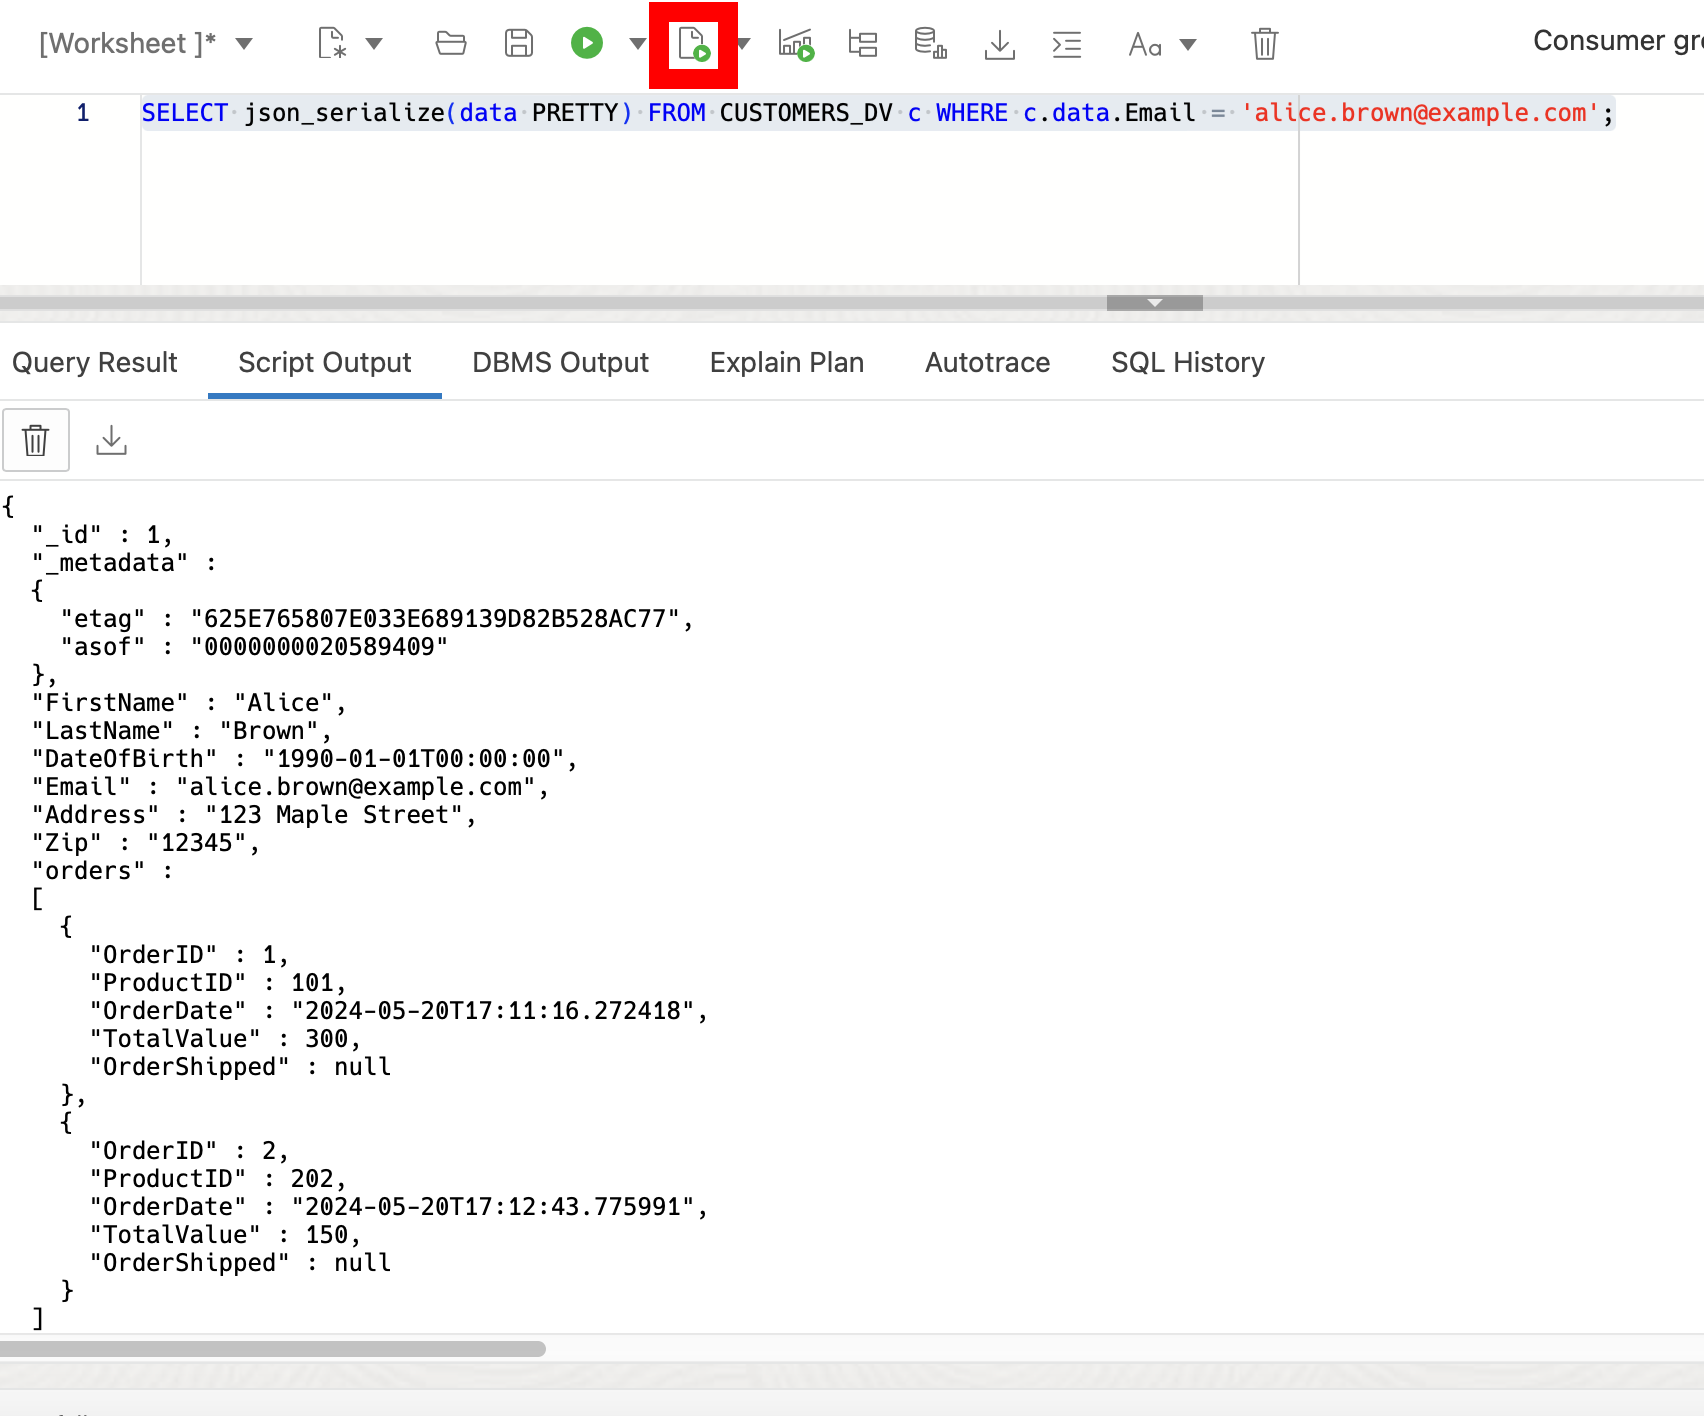 [Worksheet ]*
Aa
Consumer gro
1 SELECT json_serialize(data PRETTY) FROM CUSTOMERS_DV c WHERE c.data.Email = 'alice.brown@example.com';
Query Result Script Output DBMS Output Explain Plan Autotrace SQL History
{
  "_id" : 1,
  "_metadata" :
  {
    "etag" : "625E765807E033E689139D82B528AC77",
    "asof" : "0000000020589409"
  },
  "FirstName" : "Alice",
  "LastName" : "Brown",
  "DateOfBirth" : "1990-01-01T00:00:00",
  "Email" : "alice.brown@example.com",
  "Address" : "123 Maple Street",
  "Zip" : "12345",
  "orders" :
  [
    {
      "OrderID" : 1,
      "ProductID" : 101,
      "OrderDate" : "2024-05-20T17:11:16.272418",
      "TotalValue" : 300,
      "OrderShipped" : null
    },
    {
      "OrderID" : 2,
      "ProductID" : 202,
      "OrderDate" : "2024-05-20T17:12:43.775991",
      "TotalValue" : 150,
      "OrderShipped" : null
    }
  ]